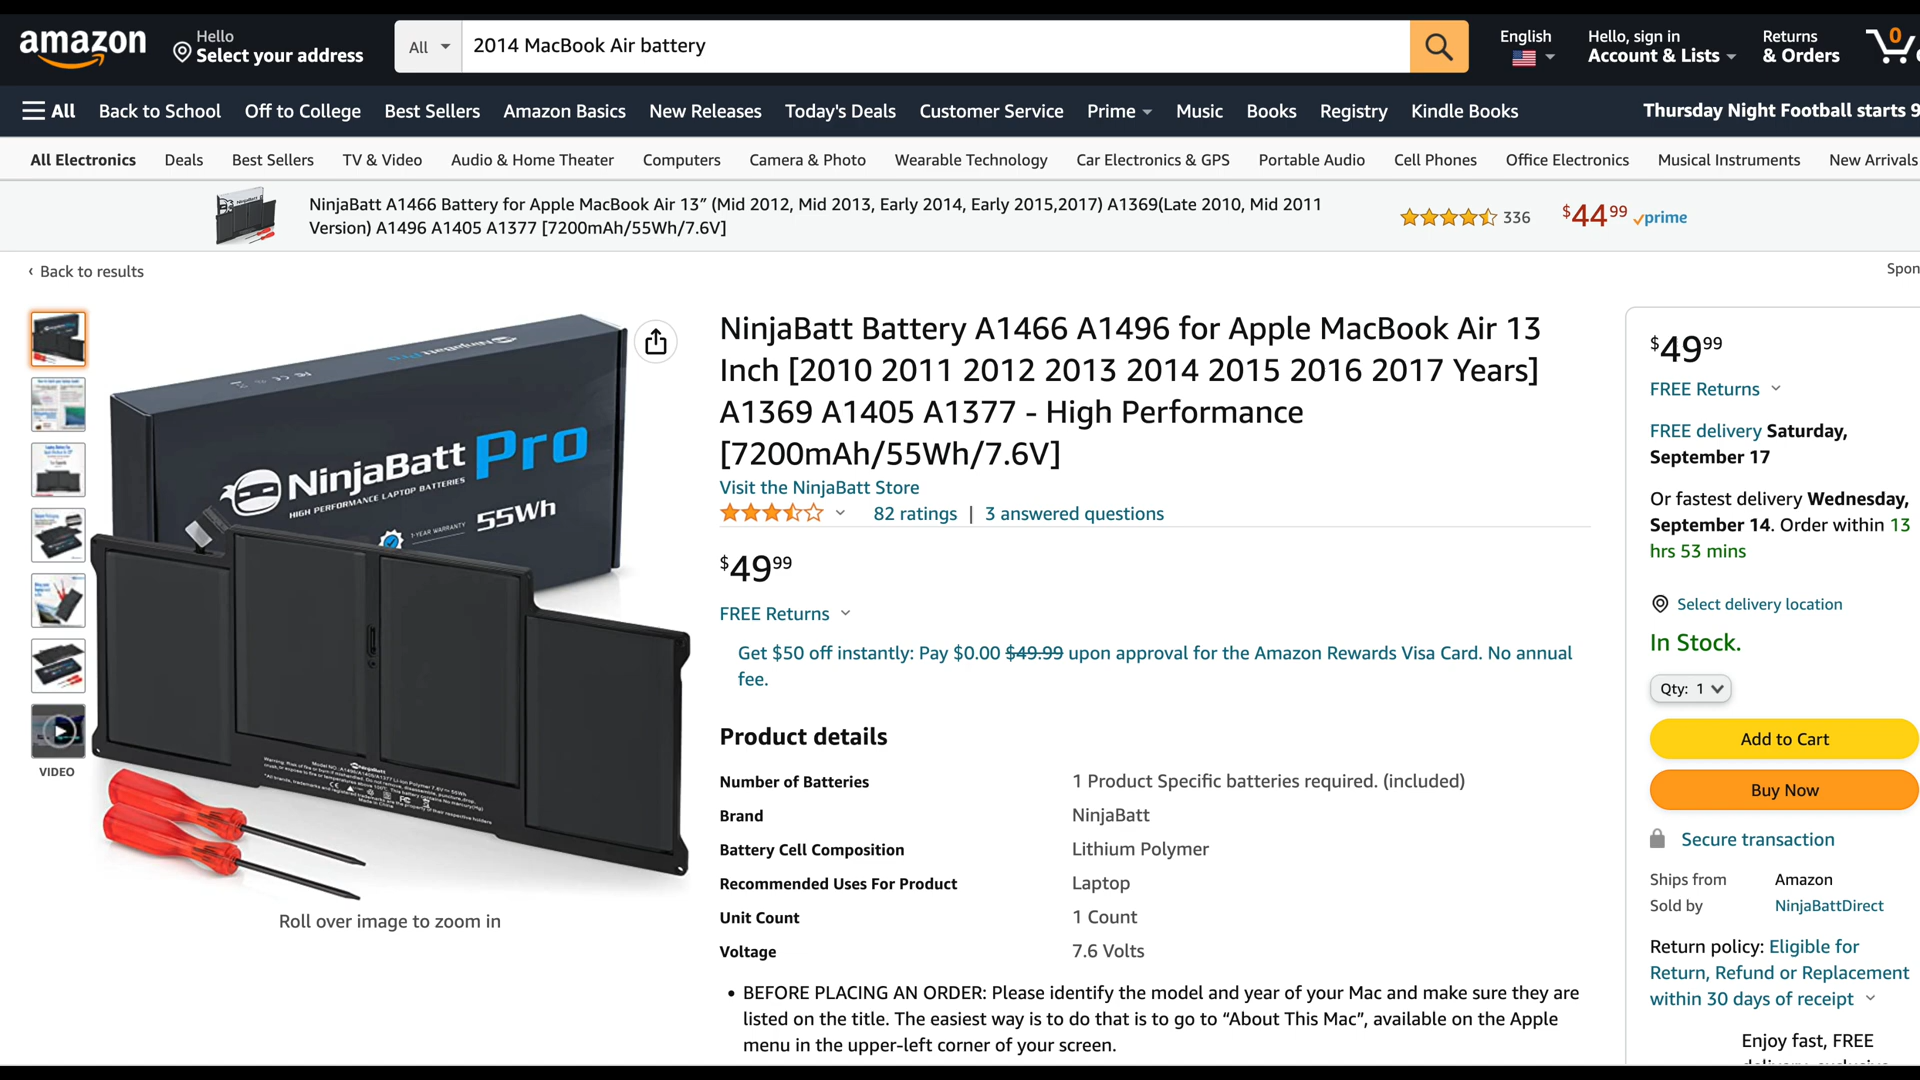 amazon
Hello
Select your address
All
2014 MacBook Air battery
English
Hello, sign in
Account & Lists
Returns
& Orders
0
All
Back to School
Off to College
Best Sellers
Amazon Basics
New Releases
Today's Deals
Customer Service
Prime
Music
Books
Registry
Kindle Books
Thursday Night Football starts 9
All Electronics
Deals
Best Sellers
TV & Video
Audio & Home Theater
Computers
Camera & Photo
Wearable Technology
Car Electronics & GPS
Portable Audio
Cell Phones
Office Electronics
Musical Instruments
New Arrivals
NinjaBatt A1466 Battery for Apple MacBook Air 13” (Mid 2012, Mid 2013, Early 2014, Early 2015,2017) A1369(Late 2010, Mid 2011
Version) A1496 A1405 A1377 [7200mAh/55Wh/7.6V]
336
$44 99
prime
‹ Back to results
Spon
NinjaBatt Pro
HIGH PERFORMANCE LAPTOP BATTERIES
1-YEAR WARRANTY
55Wh
NinjaBatt
VIDEO
Roll over image to zoom in
NinjaBatt Battery A1466 A1496 for Apple MacBook Air 13
Inch [2010 2011 2012 2013 2014 2015 2016 2017 Years]
A1369 A1405 A1377 - High Performance
[7200mAh/55Wh/7.6V]
Visit the NinjaBatt Store
82 ratings | 3 answered questions
$49 99
FREE Returns
Get $50 off instantly: Pay $0.00 $49.99 upon approval for the Amazon Rewards Visa Card. No annual
fee.
Product details
Number of Batteries 1 Product Specific batteries required. (included)
Brand NinjaBatt
Battery Cell Composition Lithium Polymer
Recommended Uses For Product Laptop
Unit Count 1 Count
Voltage 7.6 Volts
• BEFORE PLACING AN ORDER: Please identify the model and year of your Mac and make sure they are
listed on the title. The easiest way is to do that is to go to “About This Mac”, available on the Apple
menu in the upper-left corner of your screen.
$49 99
FREE Returns
FREE delivery Saturday,
September 17
Or fastest delivery Wednesday,
September 14. Order within 13
hrs 53 mins
Select delivery location
In Stock.
Qty: 1
Add to Cart
Buy Now
Secure transaction
Ships from Amazon
Sold by NinjaBattDirect
Return policy: Eligible for
Return, Refund or Replacement
within 30 days of receipt
Enjoy fast, FREE